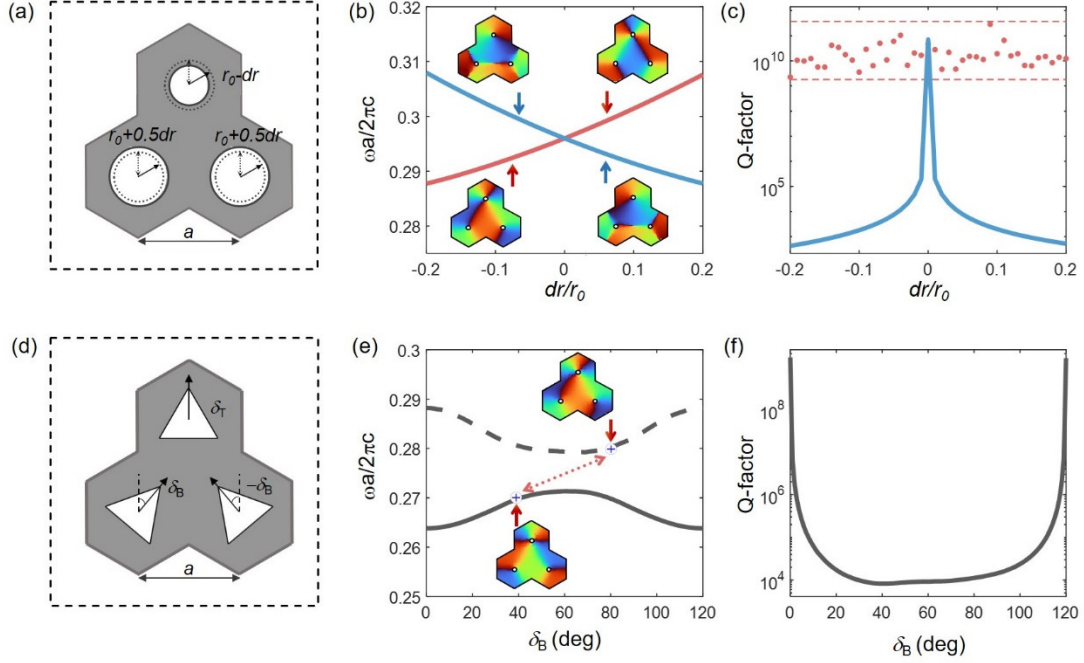 (a)
r0-dr
r0+0.5dr
r0+0.5dr
a
(b)
0.32
0.31
0.3
0.29
0.28
ωa/2πc
-0.2
-0.1
0
0.1
0.2
dr/r0
(c)
10^10
10^5
Q-factor
-0.2
-0.1
0
0.1
0.2
dr/r0
(d)
δT
δB
-δB
a
(e)
0.3
0.29
0.28
0.27
0.26
0.25
ωa/2πc
0
20
40
60
80
100
120
δB (deg)
(f)
10^8
10^6
10^4
Q-factor
0
20
40
60
80
100
120
δB (deg)